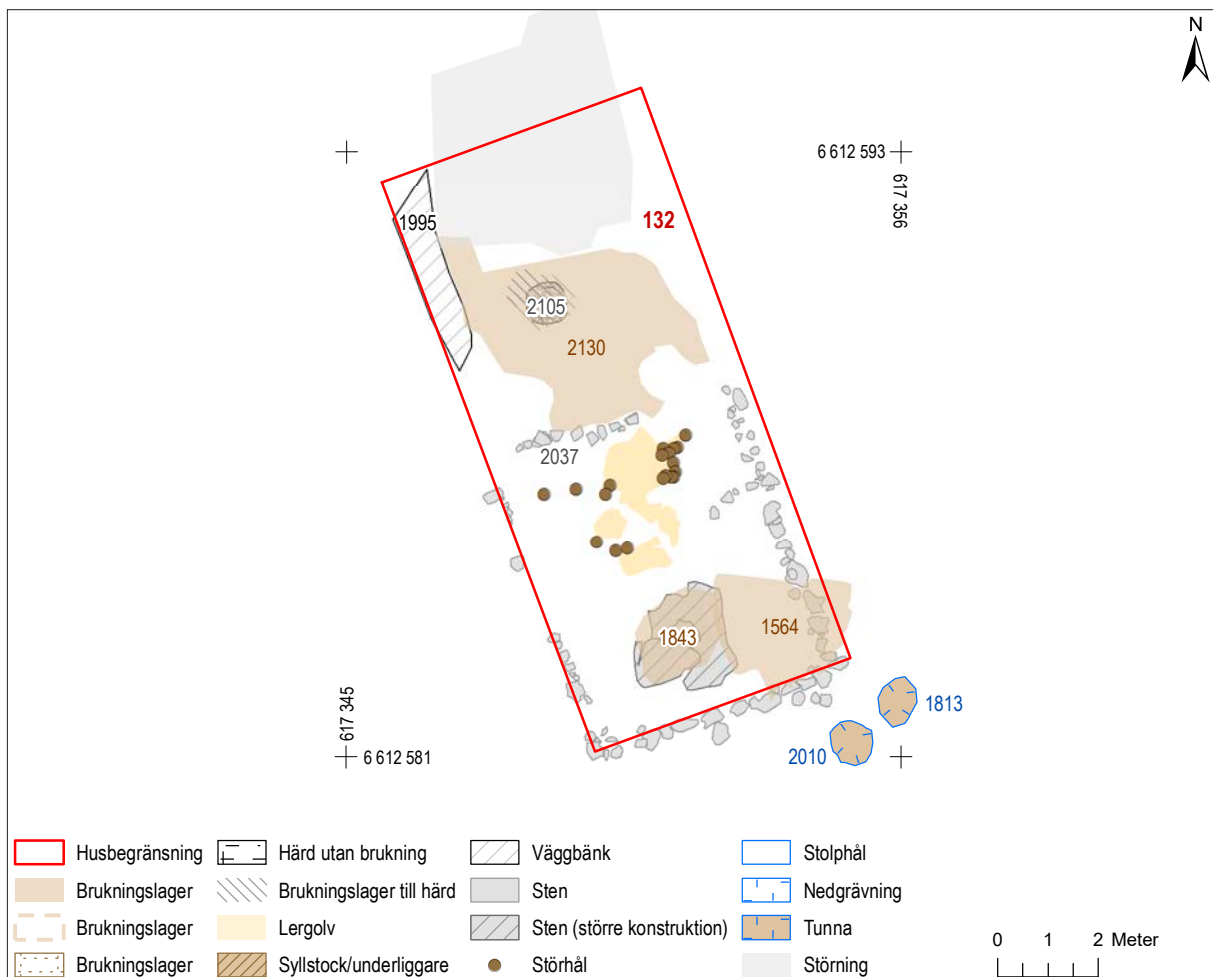 N
6 612 593
617 356
132
1995
2105
2130
2037
1843
1564
1813
2010
617 345
6 612 581
Husbegränsning
Brukningslager
Brukningslager
Brukningslager
Härd utan brukning
Brukningslager till härd
Lergolv
Syllstock/underliggare
Väggbänk
Sten
Sten (större konstruktion)
Störhål
Stolphål
Nedgrävning
Tunna
Störning
0 1 2 Meter